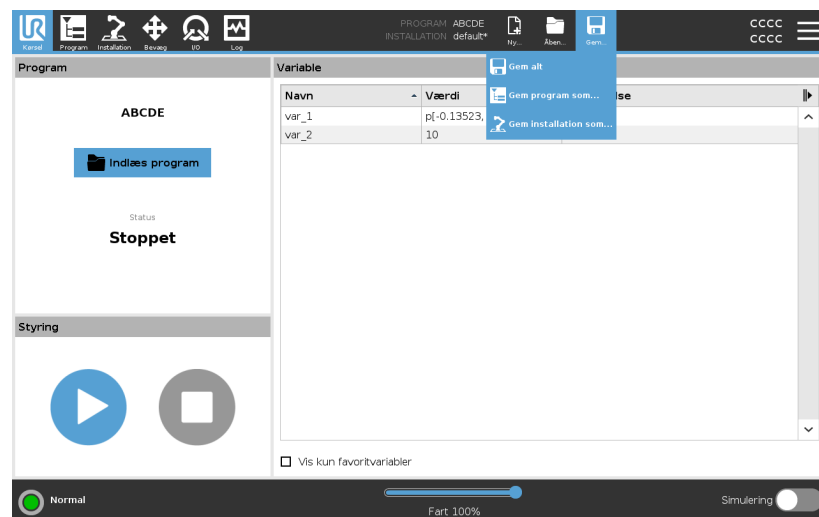 PROGRAM ABCDE
INSTALLATION default*
Kørsel
Program
Installation
Bevæg
I/O
Log
Ny...
Åben...
Gem...
CCCC
CCCC
Program
Variable
Gem alt
Gem program som...
Gem installation som...
ABCDE
Indlæs program
Status
Stoppet
Navn Værdi
var_1 p[-0.13523,
var_2 10
Styring
Vis kun favoritvariabler
Normal
Fart 100%
Simulering